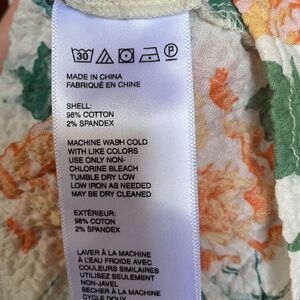 30 P
MADE IN CHINA
FABRIQUÉ EN CHINE
SHELL:
98% COTTON
2% SPANDEX
MACHINE WASH COLD
WITH LIKE COLORS
USE ONLY NON-
CHLORINE BLEACH
TUMBLE DRY LOW
LOW IRON AS NEEDED
MAY BE DRY CLEANED
EXTÉRIEUR:
98% COTON
2% SPANDEX
LAVER À LA MACHINE
À L'EAU FROIDE AVEC
COULEURS SIMILAIRES
UTILISEZ SEULEMENT
NON-JAVEL
SÉCHER À LA MACHINE
CYCLE DOUX